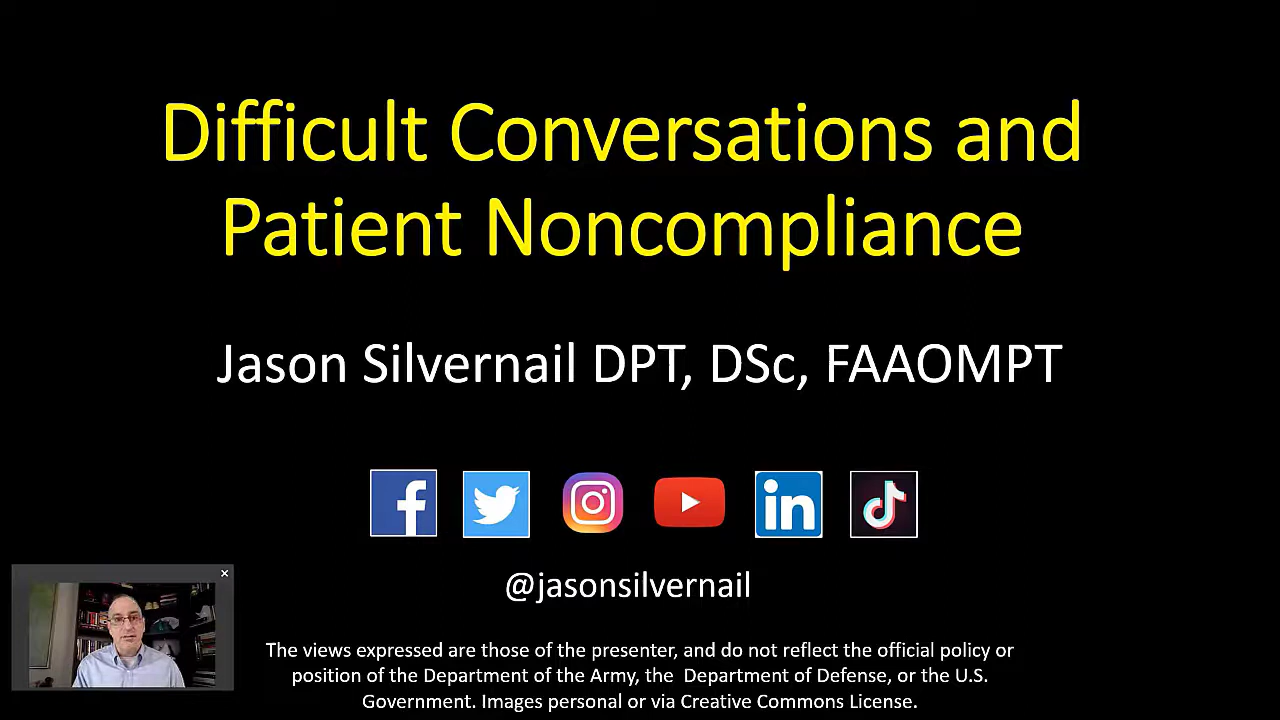 Difficult Conversations and
Patient Noncompliance
Jason Silvernail DPT, DSc, FAAOMPT
@jasonsilvernail
The views expressed are those of the presenter, and do not reflect the official policy or
position of the Department of the Army, the Department of Defense, or the U.S.
Government. Images personal or via Creative Commons License.